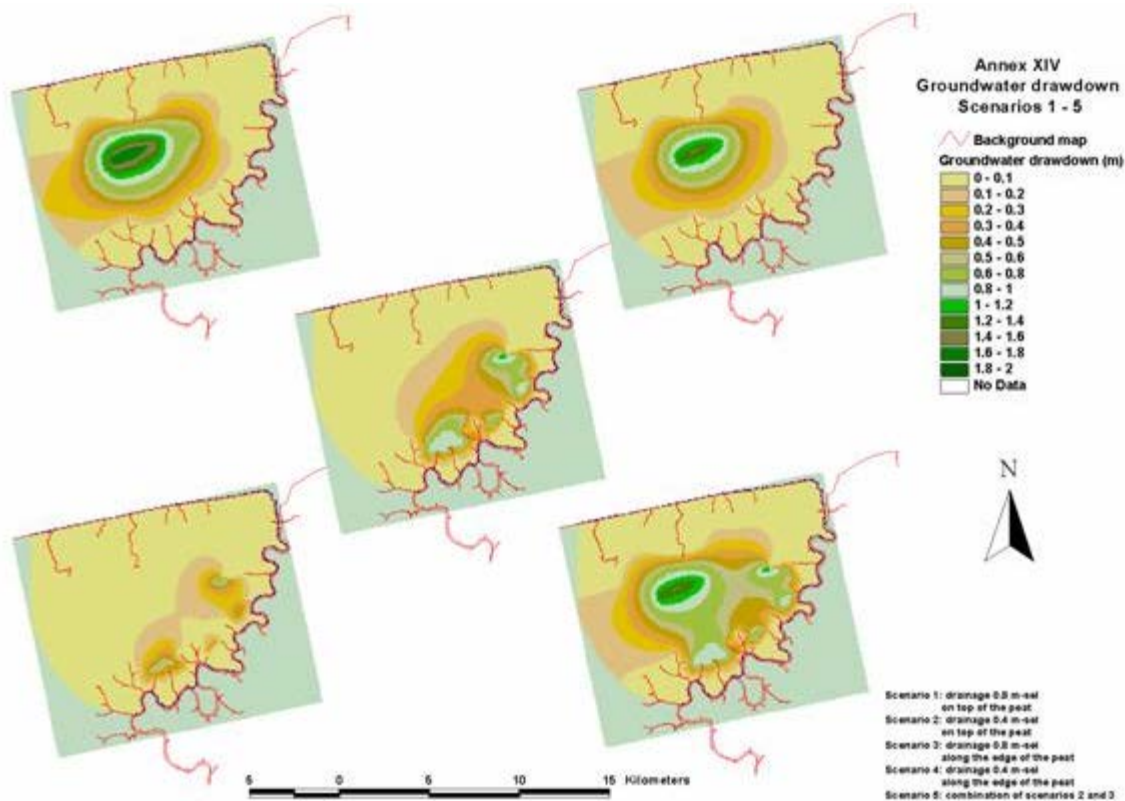 Annex XIV
Groundwater drawdown
Scenarios 1 - 5
Background map
Groundwater drawdown (m)
0 - 0.1
0.1 - 0.2
0.2 - 0.3
0.3 - 0.4
0.4 - 0.5
0.5 - 0.6
0.6 - 0.8
0.8 - 1
1 - 1.2
1.2 - 1.4
1.4 - 1.6
1.6 - 1.8
1.8 - 2
No Data
N
Scenario 1: drainage 0.8 m-sel
on top of the peat
Scenario 2: drainage 0.4 m-sel
on top of the peat
Scenario 3: drainage 0.8 m-sel
along the edge of the peat
Scenario 4: drainage 0.4 m-sel
along the edge of the peat
Scenario 5: combination of scenarios 2 and 3
5 0 5 10 15 Kilometers